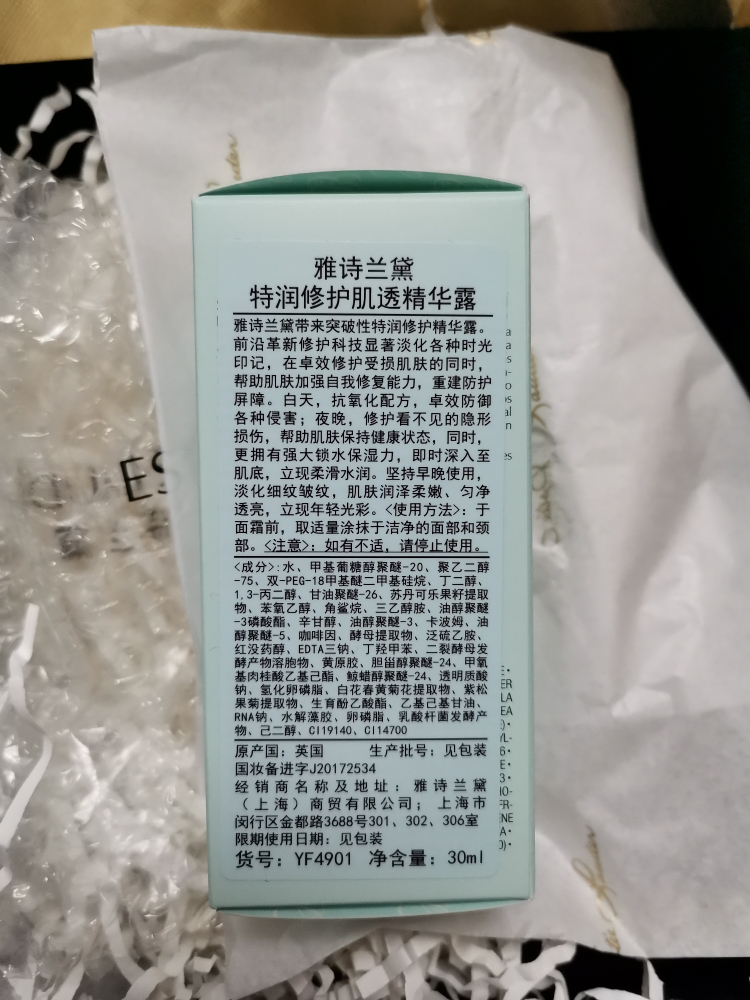 雅诗兰黛
特润修护肌透精华露
雅诗兰黛带来突破性特润修护精华露。
前沿革新修护科技显著淡化各种时光
印记，在卓效修护受损肌肤的同时，
帮助肌肤加强自我修复能力，重建防护
屏障。白天，抗氧化配方，卓效防御
各种侵害；夜晚，修护看不见的隐形
损伤，帮助肌肤保持健康状态，同时，
更拥有强大锁水保湿力，即时深入至
肌底，立现柔滑水润。坚持早晚使用，
淡化细纹皱纹，肌肤润泽柔嫩、匀净
透亮，立现年轻光彩。<使用方法>：于
面霜前，取适量涂抹于洁净的面部和颈
部。<注意>：如有不适，请停止使用。
<成分>:水、甲基葡糖醇聚醚-20、聚乙二醇
-75、双-PEG-18甲基醚二甲基硅烷、丁二醇、
1,3-丙二醇、甘油聚醚-26、苏丹可乐果籽提取
物、苯氧乙醇、角鲨烷、三乙醇胺、油醇聚醚
-3磷酸酯、辛甘醇、油醇聚醚-3、卡波姆、油
醇聚醚-5、咖啡因、酵母提取物、泛硫乙胺、
红没药醇、EDTA三钠、丁羟甲苯、二裂酵母发
酵产物溶胞物、黄原胶、胆甾醇聚醚-24、甲氧
基肉桂酸乙基己酯、鲸蜡醇聚醚-24、透明质酸
钠、氢化卵磷脂、白花春黄菊花提取物、紫松
果菊提取物、生育酚乙酸酯、乙基己基甘油、
RNA钠、水解藻胶、卵磷脂、乳酸杆菌发酵产
物、己二醇、CI19140、CI14700
原产国：英国 生产批号：见包装
国妆备进字J20172534
经销商名称及地址：雅诗兰黛
（上海）商贸有限公司；上海市
闵行区金都路3688号301、302、306室
限期使用日期：见包装
货号：YF4901 净含量：30ml
ES